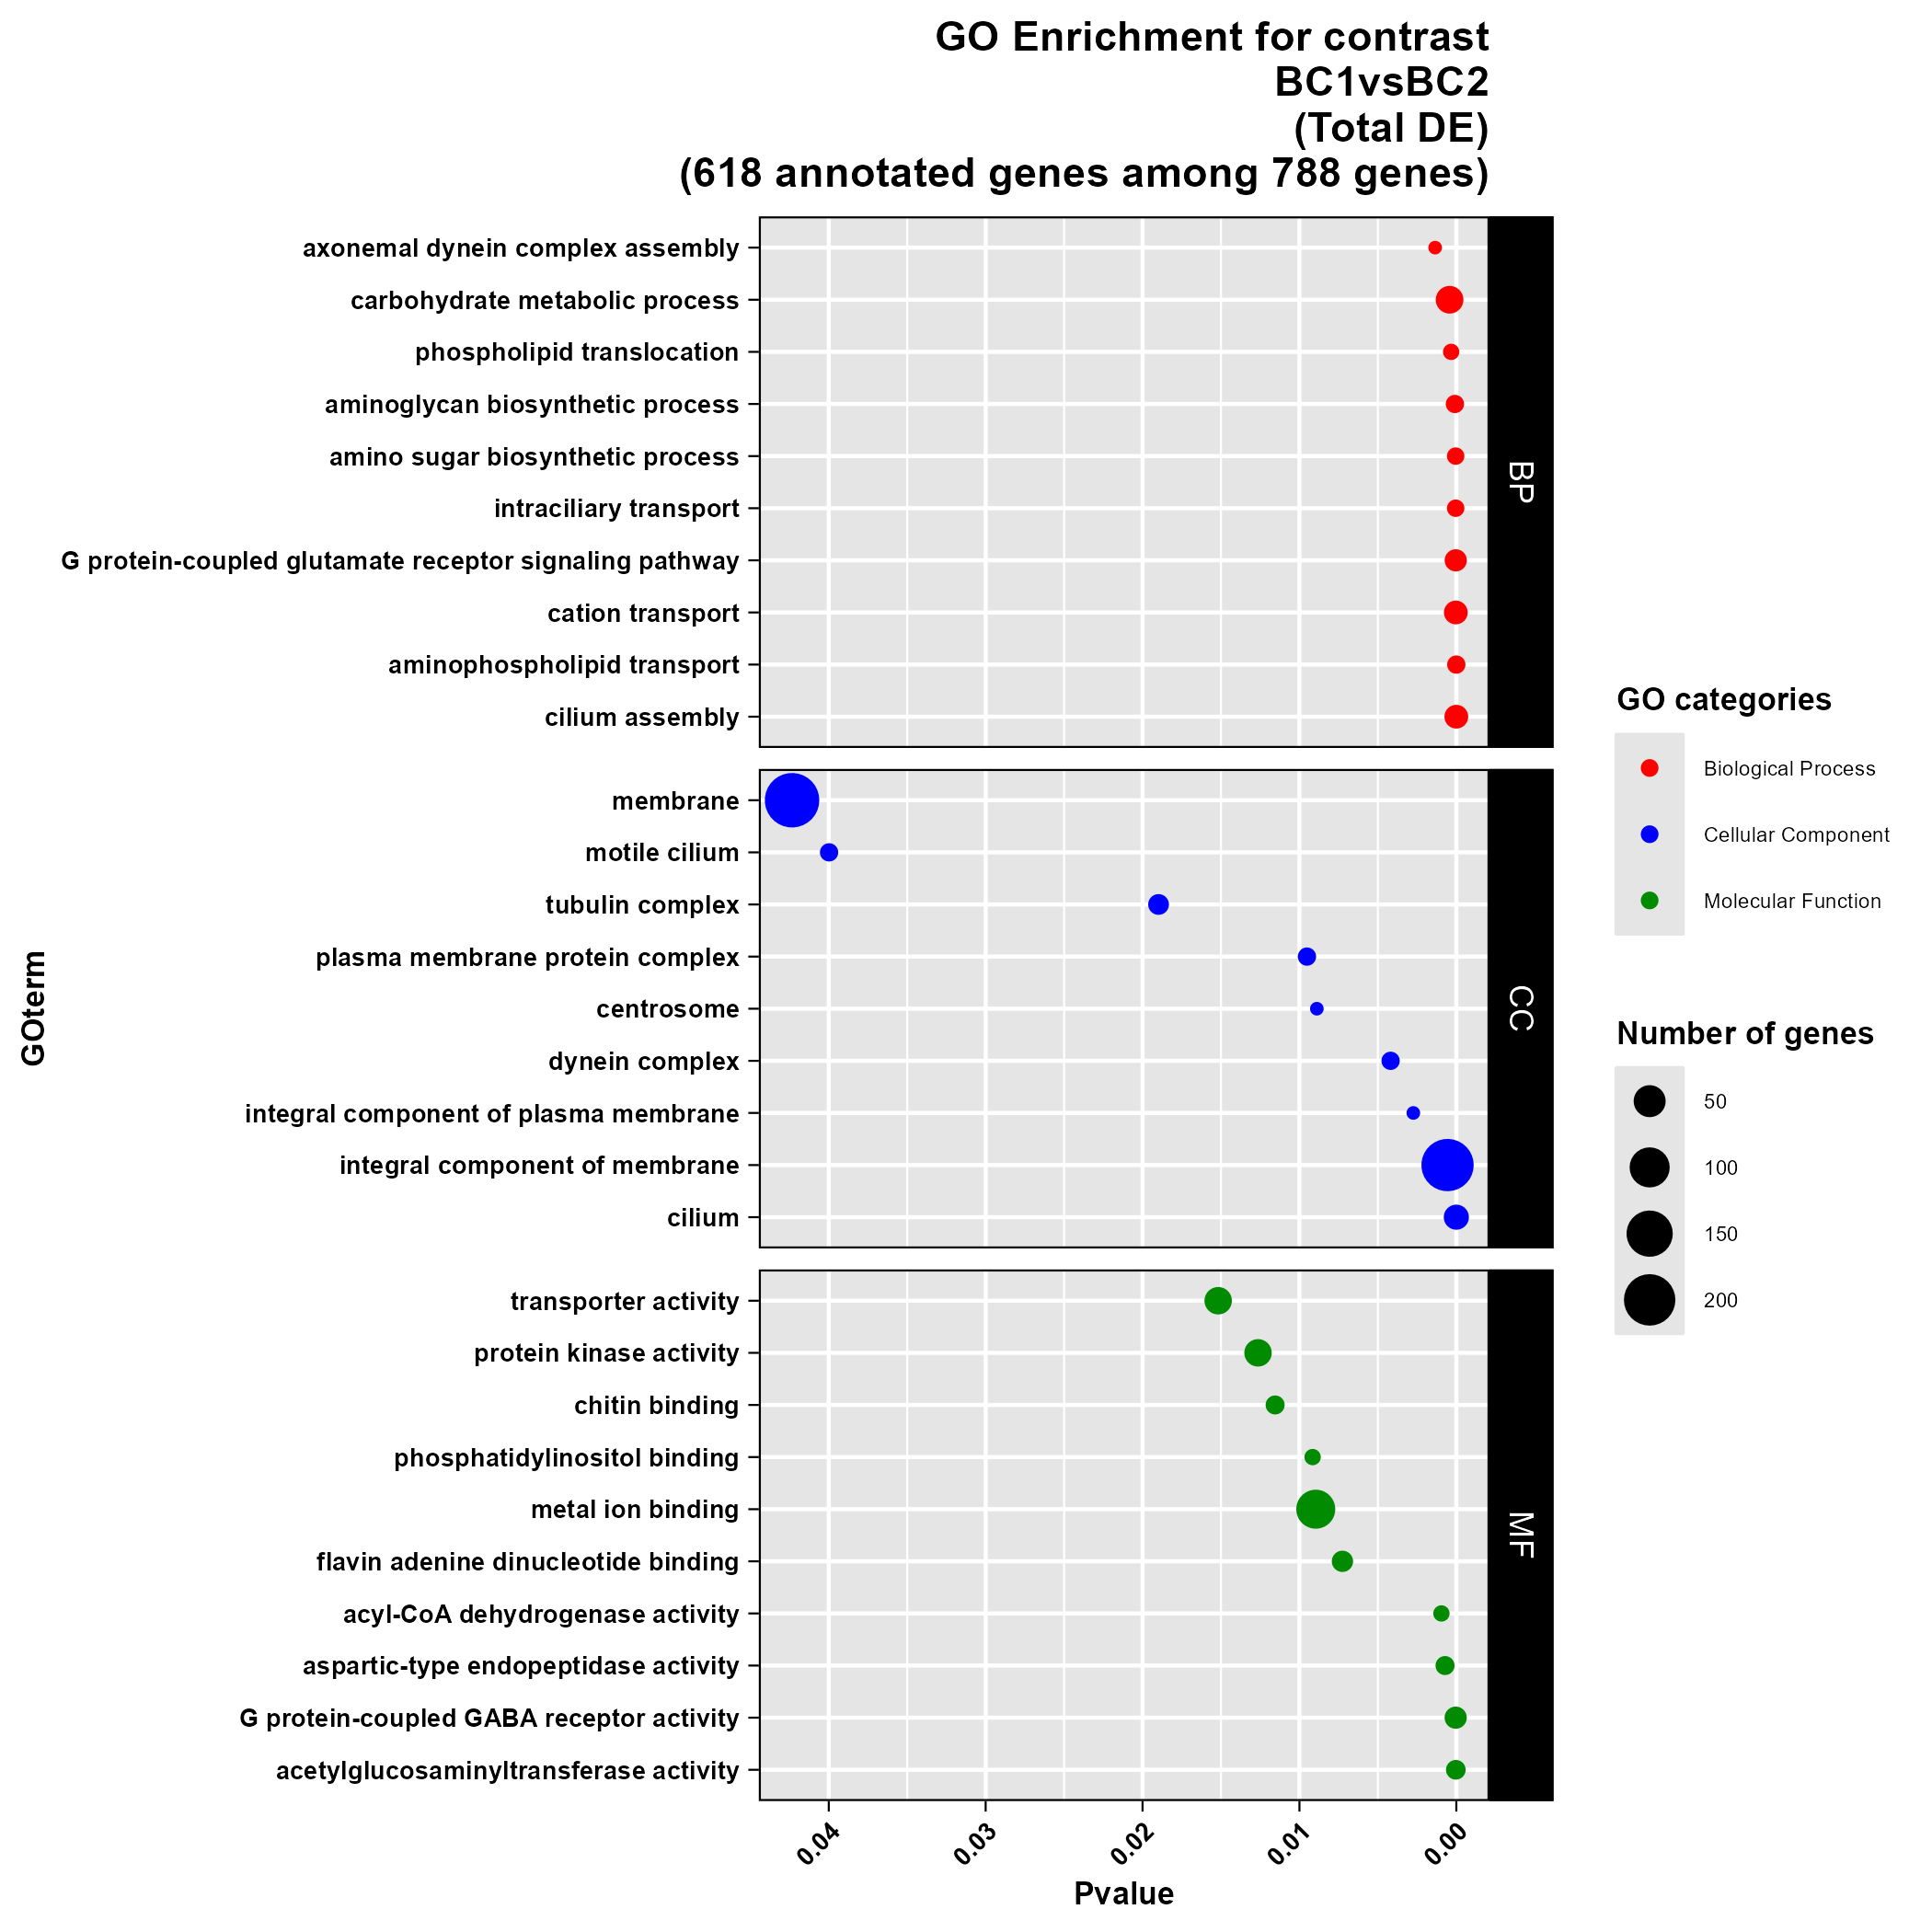 GO Enrichment for contrast
BC1vsBC2
(Total DE)
(618 annotated genes among 788 genes)
axonemal dynein complex assembly
carbohydrate metabolic process
phospholipid translocation
aminoglycan biosynthetic process
amino sugar biosynthetic process
intraciliary transport
G protein-coupled glutamate receptor signaling pathway
cation transport
aminophospholipid transport
cilium assembly
BP
membrane
motile cilium
tubulin complex
plasma membrane protein complex
centrosome
dynein complex
integral component of plasma membrane
integral component of membrane
cilium
CC
transporter activity
protein kinase activity
chitin binding
phosphatidylinositol binding
metal ion binding
flavin adenine dinucleotide binding
acyl-CoA dehydrogenase activity
aspartic-type endopeptidase activity
G protein-coupled GABA receptor activity
acetylglucosaminyltransferase activity
MF
0.04
0.03
0.02
0.01
0.00
Pvalue
GOterm
GO categories
Biological Process
Cellular Component
Molecular Function
Number of genes
50
100
150
200